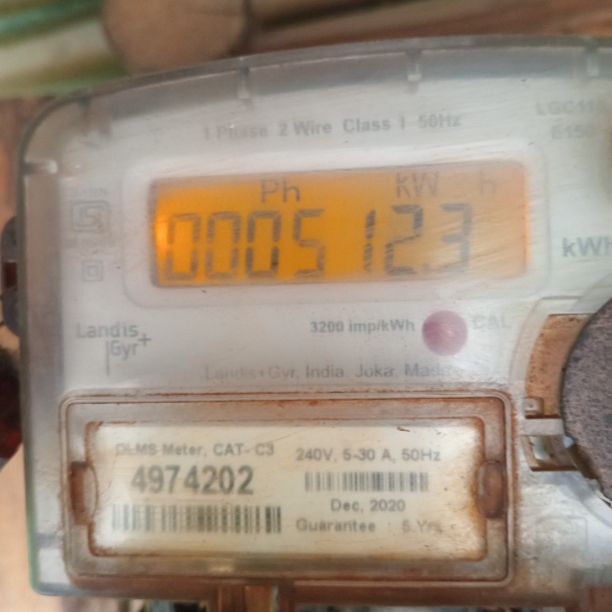 1 Phase 2 Wire Class 1 50Hz
Ph kW h
000512.3
kWh
Landis+
Gyr+
3200 imp/kWh CAL
Landis+Gyr, India. Joka,
DLMS Meter, CAT- C3
4974202
240V, 5-30 A, 50Hz
Dec, 2020
Guarantee : 5 Yrs